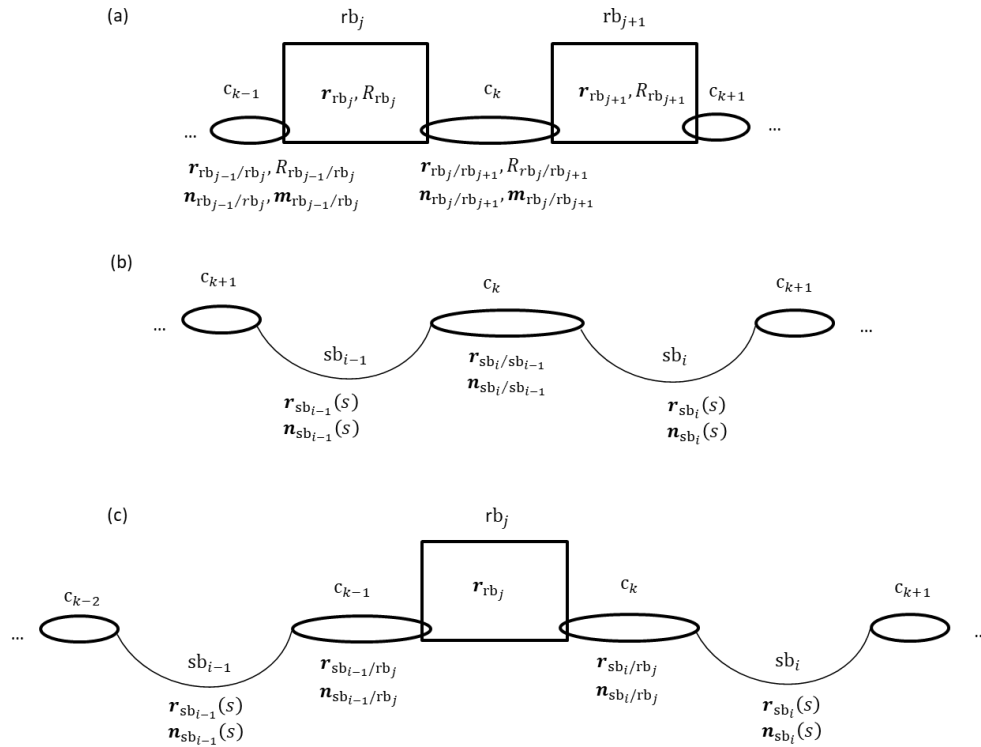 (a)
rb_j rb_{j+1}
c_{k−1} 𝒓_{rb_j}, R_{rb_j} c_k 𝒓_{rb_{j+1}}, R_{rb_{j+1}} c_{k+1}
... ...
𝒓_{rb_{j−1}/rb_j}, R_{rb_{j−1}/rb_j} 𝒓_{rb_j/rb_{j+1}}, R_{rb_j/rb_{j+1}}
𝒏_{rb_{j−1}/rb_j}, 𝒎_{rb_{j−1}/rb_j} 𝒏_{rb_j/rb_{j+1}}, 𝒎_{rb_j/rb_{j+1}}
(b)
c_{k+1} c_k c_{k+1}
... ...
sb_{i−1} 𝒓_{sb_i/sb_{i−1}} sb_i
𝒏_{sb_i/sb_{i−1}}
𝒓_{sb_{i−1}}(s) 𝒓_{sb_i}(s)
𝒏_{sb_{i−1}}(s) 𝒏_{sb_i}(s)
(c)
rb_j
c_{k−2} c_{k−1} 𝒓_{rb_j} c_k c_{k+1}
... ...
sb_{i−1} 𝒓_{sb_{i−1}/rb_j} 𝒓_{sb_i/rb_j} sb_i
𝒏_{sb_{i−1}/rb_j} 𝒏_{sb_i/rb_j}
𝒓_{sb_{i−1}}(s) 𝒓_{sb_i}(s)
𝒏_{sb_{i−1}}(s) 𝒏_{sb_i}(s)